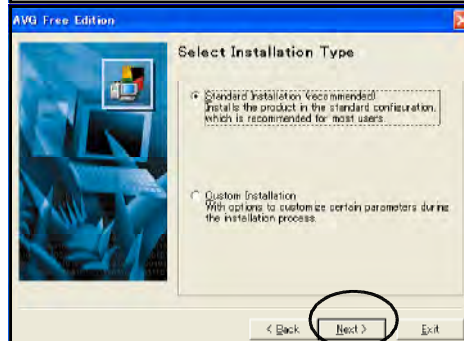 AVG Free Edition
Select Installation Type
Standard Installation (recommended)
Installs the product in the standard configuration,
which is recommended for most users.
Custom Installation
With options to customize certain parameters during
the installation process.
< Back
Next >
Exit